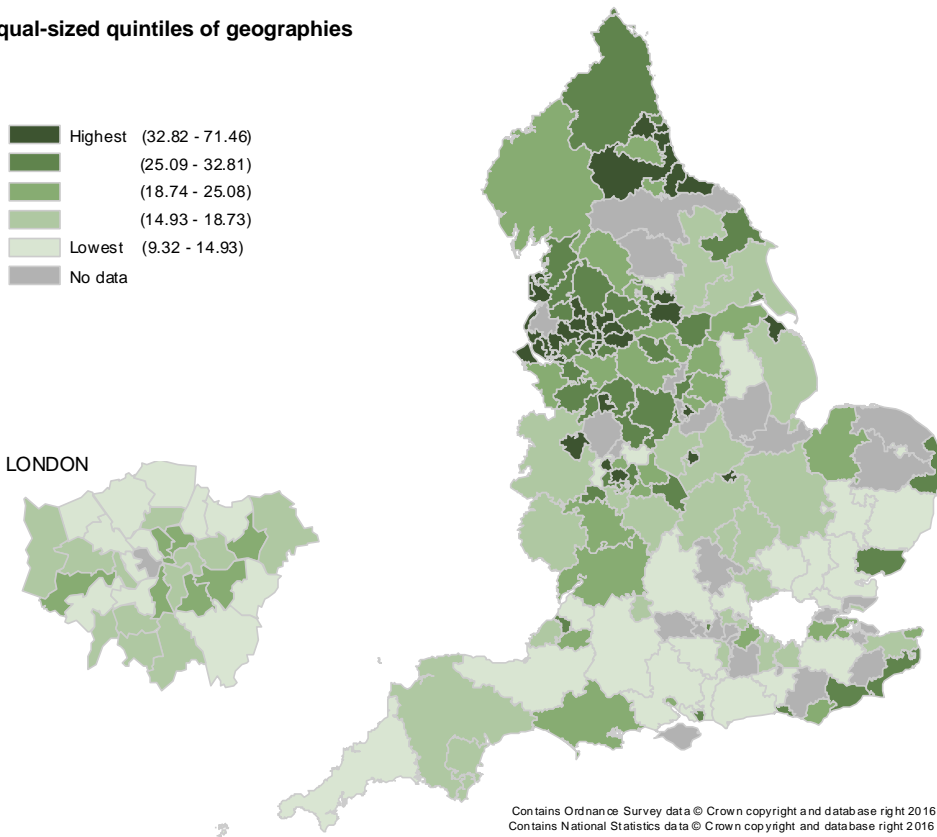 qual-sized quintiles of geographies
Highest (32.82 - 71.46)
(25.09 - 32.81)
(18.74 - 25.08)
(14.93 - 18.73)
Lowest (9.32 - 14.93)
No data
LONDON
Contains Ordnance Survey data © Crown copyright and database right 2016
Contains National Statistics data © Crown copyright and database right 2016